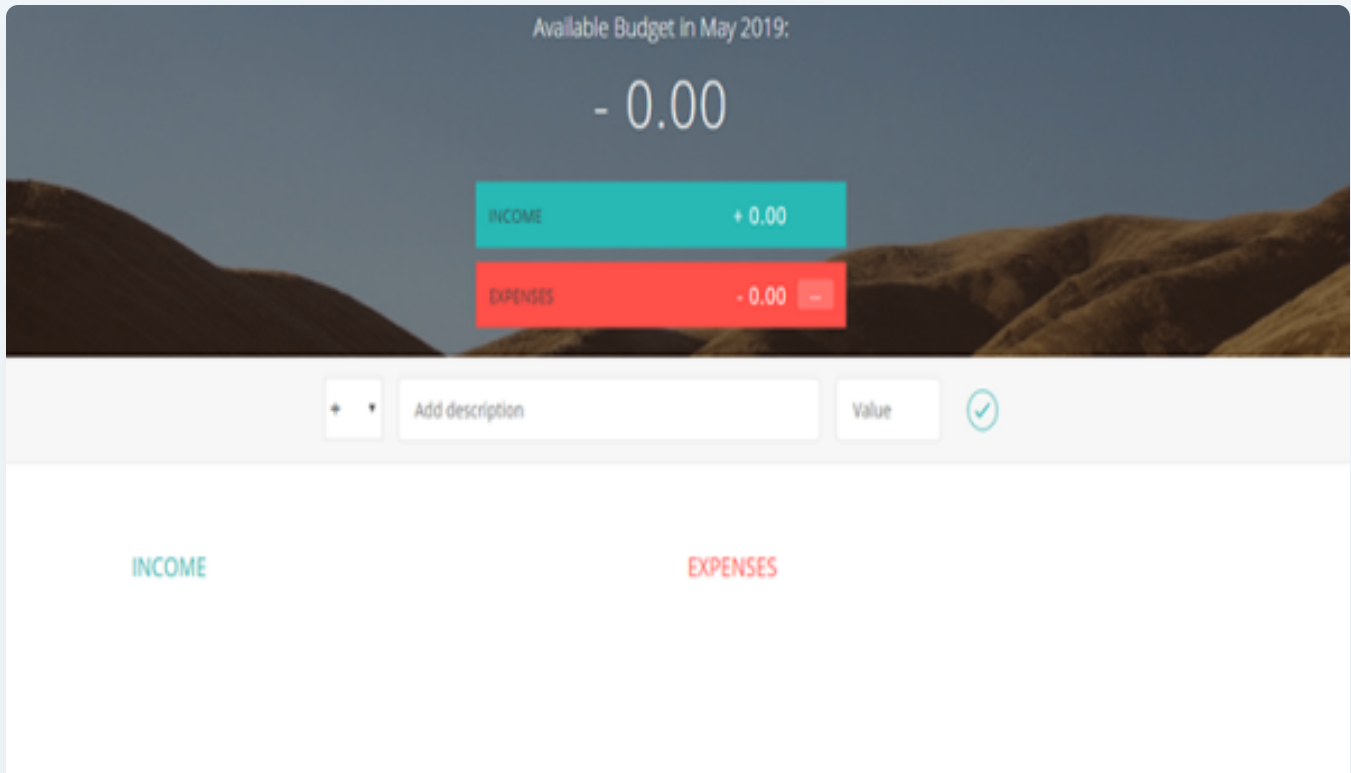 Available Budget in May 2019:
- 0.00
INCOME + 0.00
EXPENSES - 0.00 ---
+ Add description Value
INCOME EXPENSES